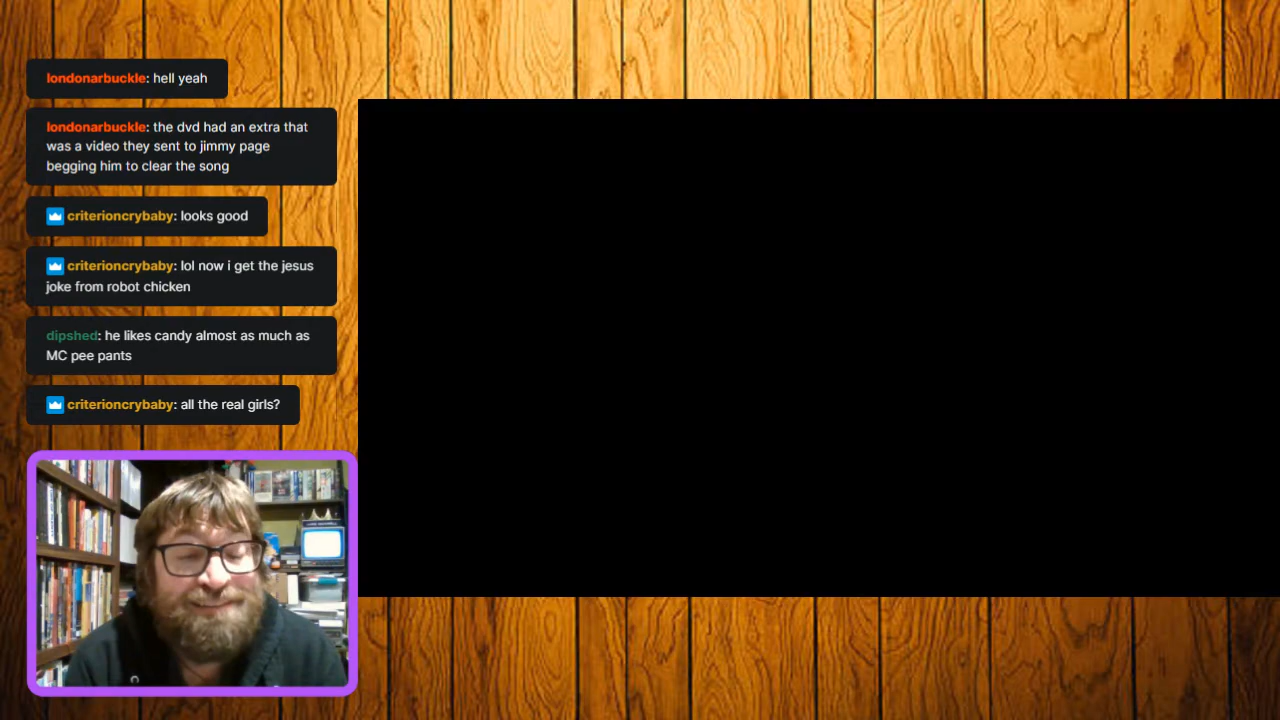 londonarbuckle: hell yeah
londonarbuckle: the dvd had an extra that
was a video they sent to jimmy page
begging him to clear the song
criterioncrybaby: looks good
criterioncrybaby: lol now i get the jesus
joke from robot chicken
dipshed: he likes candy almost as much as
MC pee pants
criterioncrybaby: all the real girls?